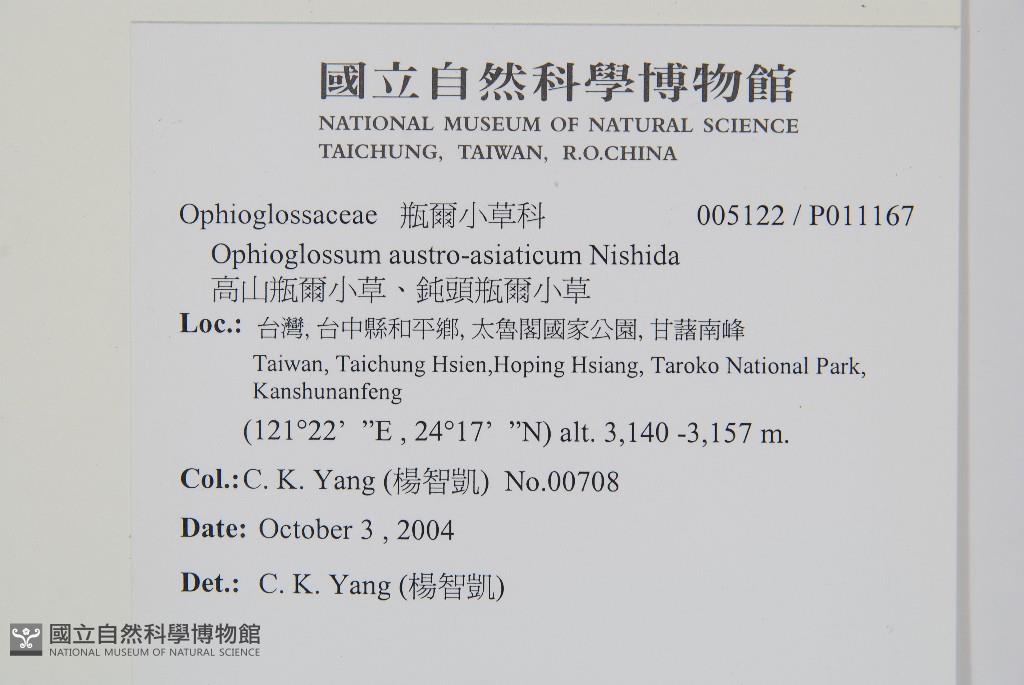 國立自然科學博物館
NATIONAL MUSEUM OF NATURAL SCIENCE
TAICHUNG, TAIWAN, R.O.CHINA
Ophioglossaceae 瓶爾小草科 005122 / P011167
Ophioglossum austro-asiaticum Nishida
高山瓶爾小草、鈍頭瓶爾小草
Loc.: 台灣, 台中縣和平鄉, 太魯閣國家公園, 甘藷南峰
Taiwan, Taichung Hsien,Hoping Hsiang, Taroko National Park,
Kanshunanfeng
(121°22’ ”E , 24°17’ ”N) alt. 3,140 -3,157 m.
Col.: C. K. Yang (楊智凱) No.00708
Date: October 3 , 2004
Det.: C. K. Yang (楊智凱)
國立自然科學博物館
NATIONAL MUSEUM OF NATURAL SCIENCE